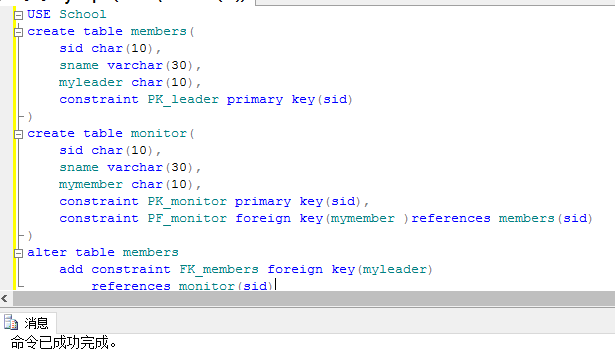 USE School
create table members(
sid char(10),
sname varchar(30),
myleader char(10),
constraint PK_leader primary key(sid)
)
create table monitor(
sid char(10),
sname varchar(30),
mymember char(10),
constraint PK_monitor primary key(sid),
constraint PF_monitor foreign key(mymember )references members(sid)
)
alter table members
add constraint FK_members foreign key(myleader)
references monitor(sid)
消息
命令已成功完成。